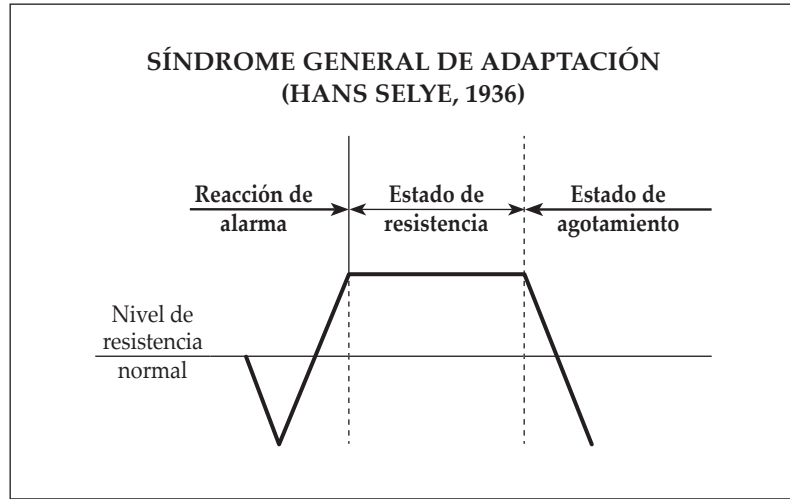 SÍNDROME GENERAL DE ADAPTACIÓN
(HANS SELYE, 1936)
Reacción de
alarma
Estado de
resistencia
Estado de
agotamiento
Nivel de
resistencia
normal